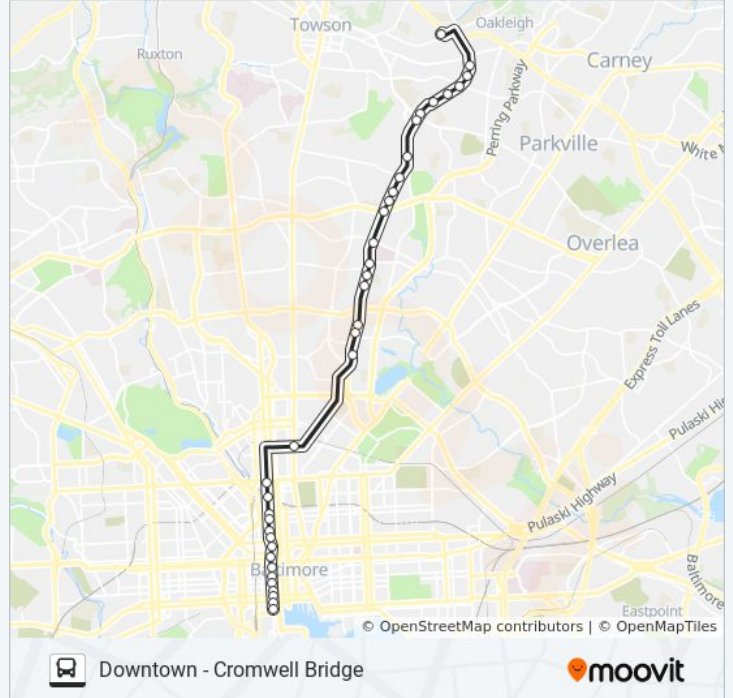 Towson
Oakleigh
Ruxton
Carney
Perring Parkway
Parkville
White
Overlea
Express Toll Lanes
Pulaski
Pulaski Highway
Baltimore
Baltimore
Eastpoint
© OpenStreetMap contributors | © OpenMapTiles
Downtown - Cromwell Bridge
moovit